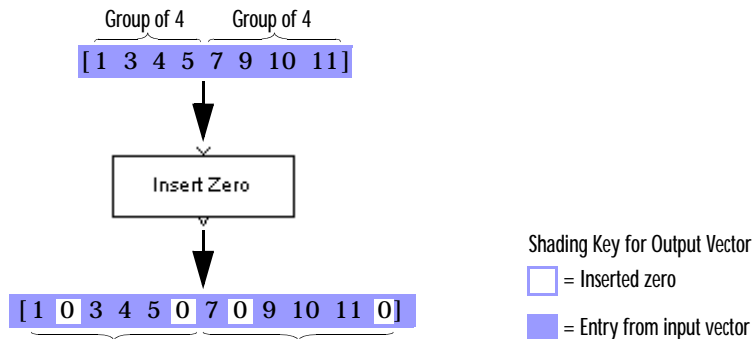 Group of 4 Group of 4
[1 3 4 5 7 9 10 11]
Insert Zero
Shading Key for Output Vector
= Inserted zero
[1 0 3 4 5 0 7 0 9 10 11 0]
= Entry from input vector